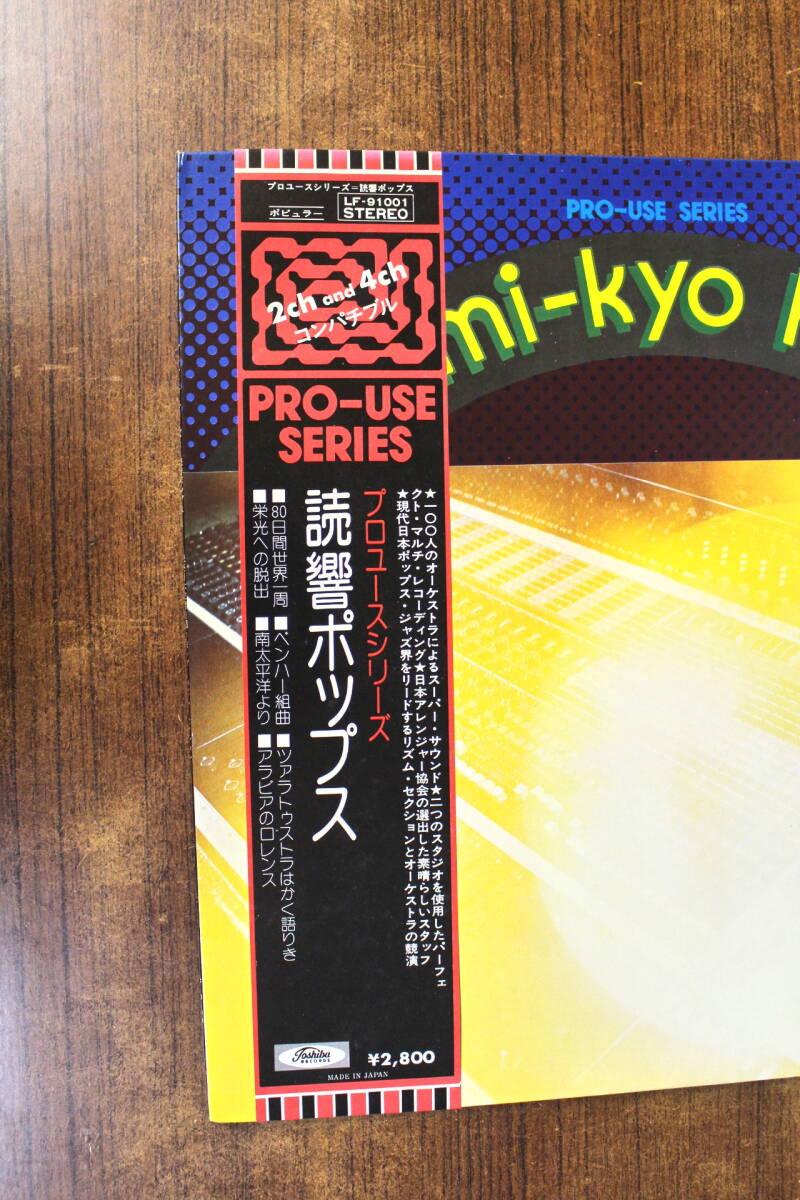 プロユースシリーズ=読響ポップス
ポピュラー
LF-91001
STEREO
2ch and 4ch
コンパチブル
PRO-USE
SERIES
★一〇〇人のオーケストラによるスーパー・サウンド★二つのスタジオを使用したパーフェ
クト・マルチ・レコーディング★日本アレンジャー協会の選出した素晴らしいスタッフ
★現代日本ポップス・ジャズ界をリードするリズム・セクションとオーケストラの競演
プロユースシリーズ
読響ポップス
■80日間世界一周 ■ベンハー組曲 ■ツァラトゥストラはかく語りき
■栄光への脱出 ■南太平洋より ■アラビアのロレンス
Toshiba
RECORDS
¥2,800
MADE IN JAPAN
PRO-USE SERIES
mi-kyo